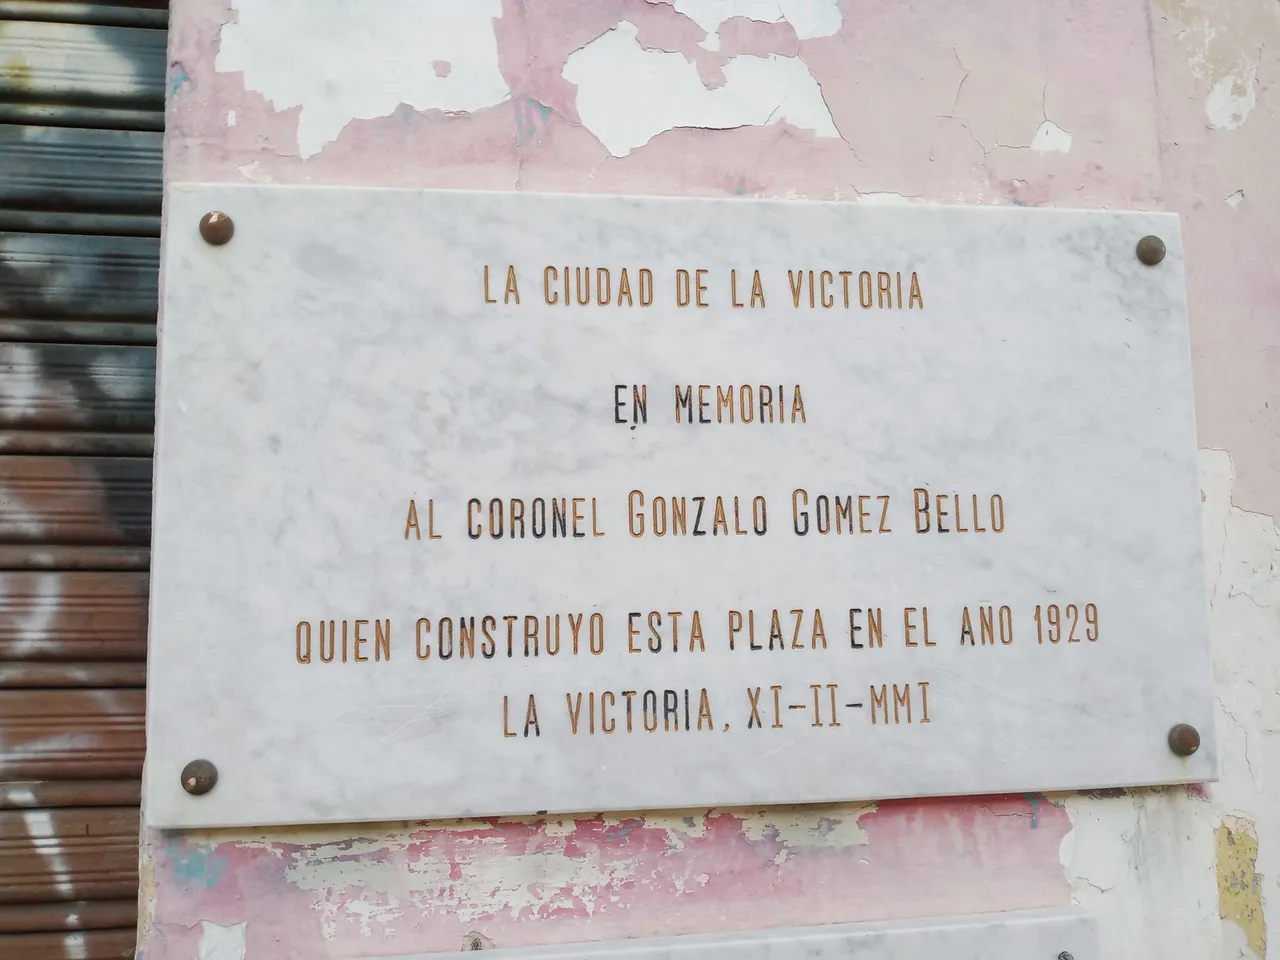 LA CIUDAD DE LA VICTORIA
EN MEMORIA
AL CORONEL GONZALO GOMEZ BELLO
QUIEN CONSTRUYO ESTA PLAZA EN EL ANO 1929
LA VICTORIA, XI-II-MMI